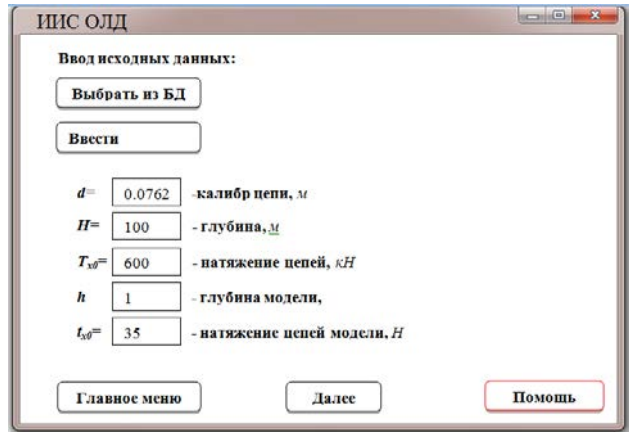 ИИС ОЛД
Ввод исходных данных:
Выбрать из БД
Ввести
d= 0.0762 -калибр цепи, м
H= 100 - глубина, м
Tx0= 600 - натяжение цепей, кН
h 1 - глубина модели,
tx0= 35 - натяжение цепей модели, Н
Главное меню Далее Помощь